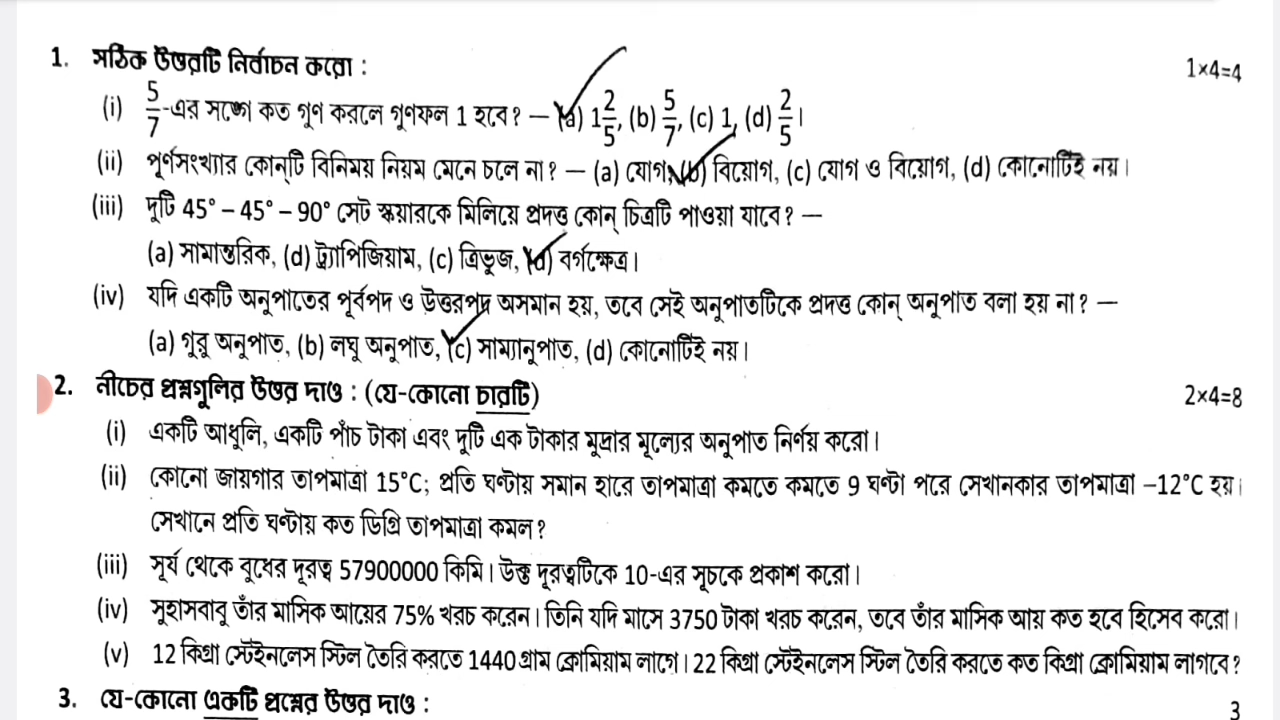 1. সঠিক উত্তরটি নির্বাচন করো : 1×4=4
(i) 5/7-এর সঙ্গে কত গুণ করলে গুণফল 1 হবে? — (a) 1 2/5, (b) 5/7, (c) 1, (d) 2/5।
(ii) পূর্ণসংখ্যার কোন্‌টি বিনিময় নিয়ম মেনে চলে না? — (a) যোগ, (b) বিয়োগ, (c) যোগ ও বিয়োগ, (d) কোনোটিই নয়।
(iii) দুটি 45° – 45° – 90° সেট স্কয়ারকে মিলিয়ে প্রদত্ত কোন্ চিত্রটি পাওয়া যাবে? —
(a) সামান্তরিক, (d) ট্র্যাপিজিয়াম, (c) ত্রিভুজ, (d) বর্গক্ষেত্র।
(iv) যদি একটি অনুপাতের পূর্বপদ ও উত্তরপদ অসমান হয়, তবে সেই অনুপাতটিকে প্রদত্ত কোন্ অনুপাত বলা হয় না? —
(a) গুরু অনুপাত, (b) লঘু অনুপাত, (c) সাম্যানুপাত, (d) কোনোটিই নয়।
2. নীচের প্রশ্নগুলির উত্তর দাও : (যে-কোনো চারটি) 2×4=8
(i) একটি আধুলি, একটি পাঁচ টাকা এবং দুটি এক টাকার মুদ্রার মূল্যের অনুপাত নির্ণয় করো।
(ii) কোনো জায়গার তাপমাত্রা 15°C; প্রতি ঘণ্টায় সমান হারে তাপমাত্রা কমতে কমতে 9 ঘণ্টা পরে সেখানকার তাপমাত্রা –12°C হয়।
সেখানে প্রতি ঘণ্টায় কত ডিগ্রি তাপমাত্রা কমল?
(iii) সূর্য থেকে বুধের দূরত্ব 57900000 কিমি। উক্ত দূরত্বটিকে 10-এর সূচকে প্রকাশ করো।
(iv) সুহাসবাবু তাঁর মাসিক আয়ের 75% খরচ করেন। তিনি যদি মাসে 3750 টাকা খরচ করেন, তবে তাঁর মাসিক আয় কত হবে হিসেব করো।
(v) 12 কিগ্রা স্টেইনলেস স্টিল তৈরি করতে 1440 গ্রাম ক্রোমিয়াম লাগে। 22 কিগ্রা স্টেইনলেস স্টিল তৈরি করতে কত কিগ্রা ক্রোমিয়াম লাগবে?
3. যে-কোনো একটি প্রশ্নের উত্তর দাও : 3